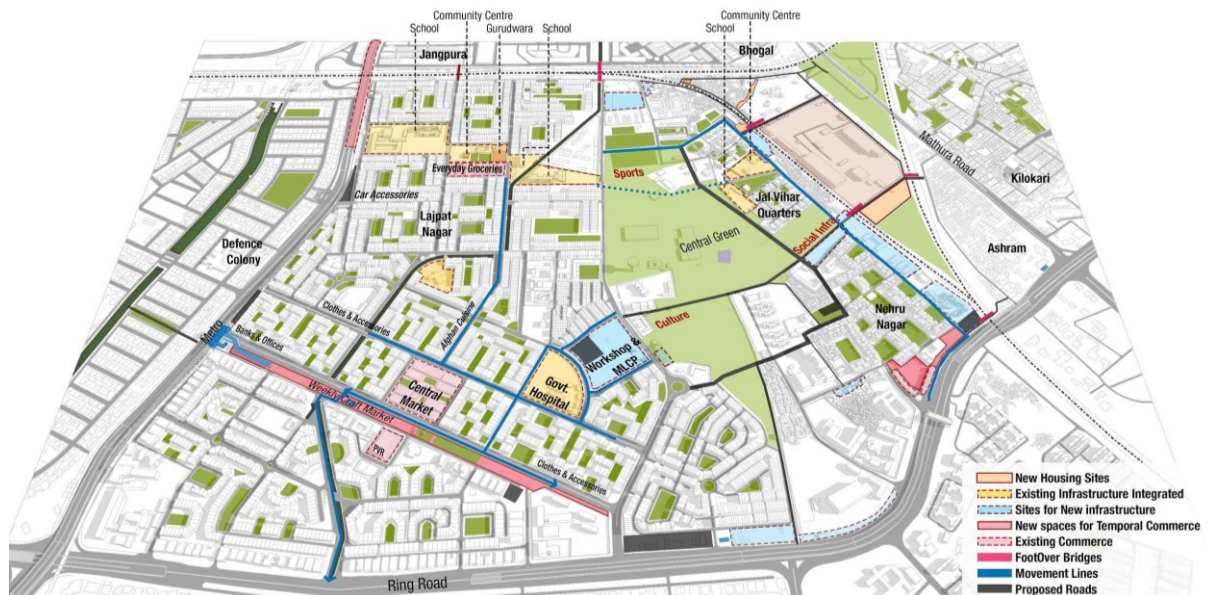 Community Centre
School
Gurudwara
School
Community Centre
School
Jangpura
Bhogal
Mathura Road
Kilokari
Everyday Groceries
Sports
Car Accessories
Jal Vihar
Quarters
Lajpat
Nagar
Central Green
Social Infra
Defence
Colony
Ashram
Clothes & Accessories
Afghan Cuisine
Culture
Nehru
Nagar
Metro
Banks & Offices
Workshop &
MLCP
Govt.
Hospital
Central
Market
Weekly Craft Market
PVR
Clothes & Accessories
Ring Road
New Housing Sites
Existing Infrastructure Integrated
Sites for New infrastructure
New spaces for Temporal Commerce
Existing Commerce
FootOver Bridges
Movement Lines
Proposed Roads